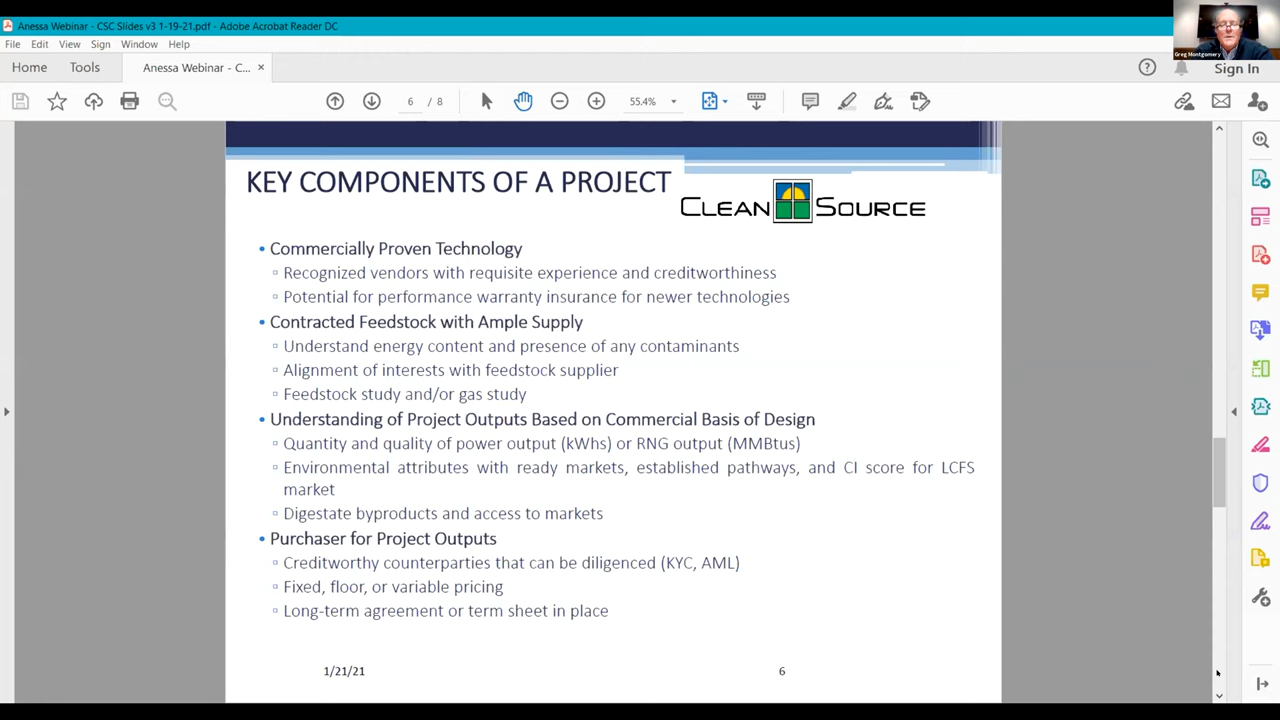 Anessa Webinar - CSC Slides v3 1-19-21.pdf - Adobe Acrobat Reader DC
File Edit View Sign Window Help
Home Tools Anessa Webinar - C... ×
Sign In
6 / 8 55.4%
Greg Montgomery
KEY COMPONENTS OF A PROJECT
CLEAN SOURCE
• Commercially Proven Technology
▫ Recognized vendors with requisite experience and creditworthiness
▫ Potential for performance warranty insurance for newer technologies
• Contracted Feedstock with Ample Supply
▫ Understand energy content and presence of any contaminants
▫ Alignment of interests with feedstock supplier
▫ Feedstock study and/or gas study
• Understanding of Project Outputs Based on Commercial Basis of Design
▫ Quantity and quality of power output (kWhs) or RNG output (MMBtus)
▫ Environmental attributes with ready markets, established pathways, and CI score for LCFS
market
▫ Digestate byproducts and access to markets
• Purchaser for Project Outputs
▫ Creditworthy counterparties that can be diligenced (KYC, AML)
▫ Fixed, floor, or variable pricing
▫ Long-term agreement or term sheet in place
1/21/21 6